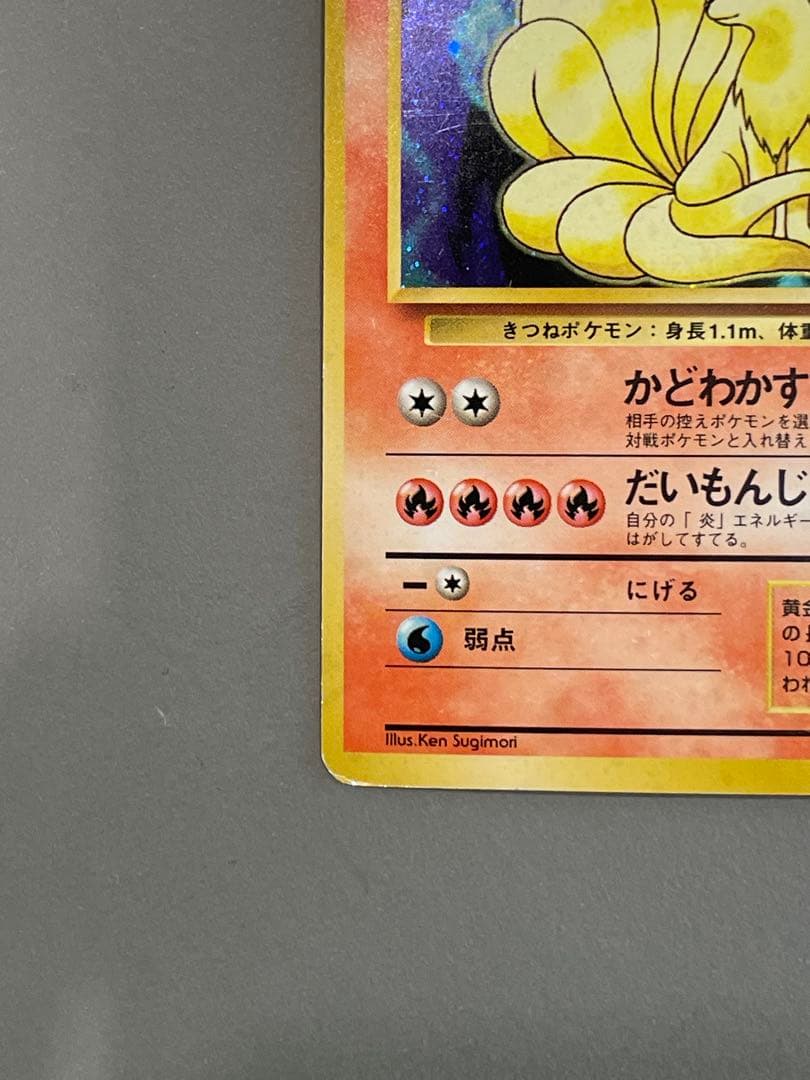 きつねポケモン：身長1.1m、体重
かどわかす
相手の控えポケモンを選
対戦ポケモンと入れ替え
だいもんじ
自分の「炎」エネルギー
はがしてすてる。
にげる
弱点
黄金
の長
10
われ
Illus.Ken Sugimori